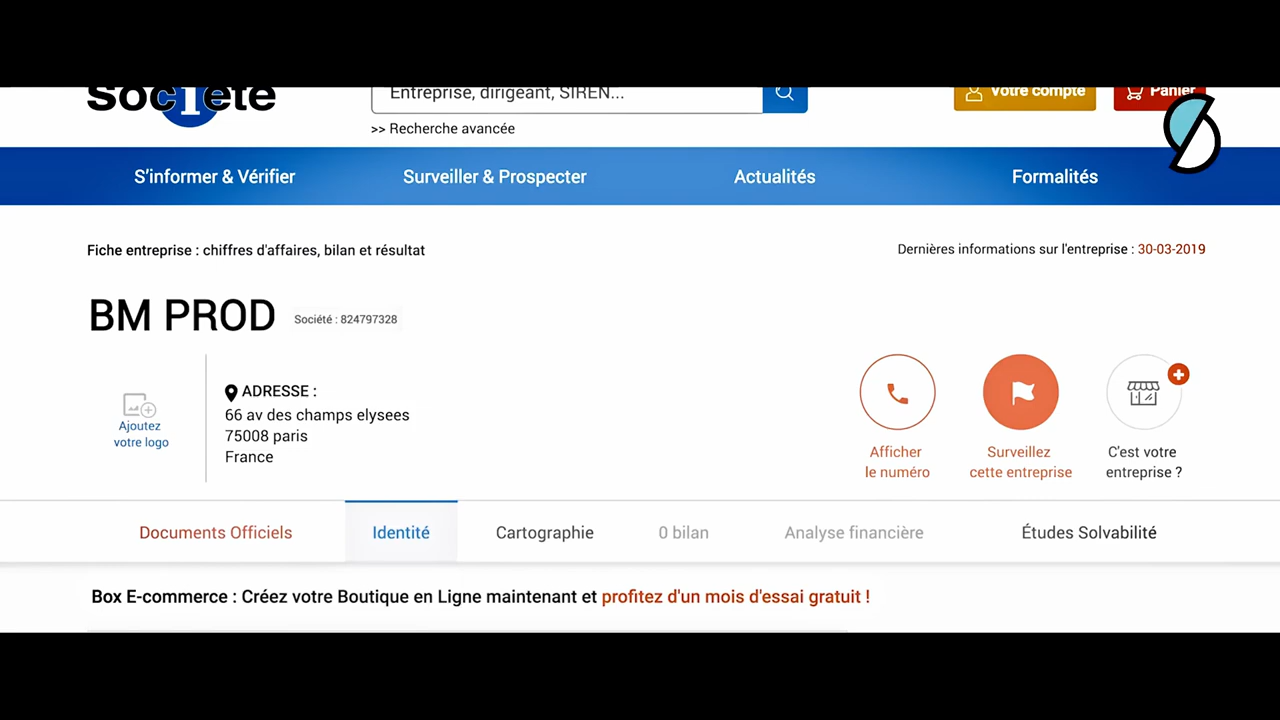 Societe
Entreprise, dirigeant, SIREN...
Votre compte
Panier
>> Recherche avancée
S'informer & Vérifier
Surveiller & Prospecter
Actualités
Formalités
Fiche entreprise : chiffres d'affaires, bilan et résultat
Dernières informations sur l'entreprise : 30-03-2019
BM PROD
Société : 824797328
Ajoutez
votre logo
ADRESSE :
66 av des champs elysees
75008 paris
France
Afficher
le numéro
Surveillez
cette entreprise
C'est votre
entreprise ?
Documents Officiels
Identité
Cartographie
0 bilan
Analyse financière
Études Solvabilité
Box E-commerce : Créez votre Boutique en Ligne maintenant et profitez d'un mois d'essai gratuit !